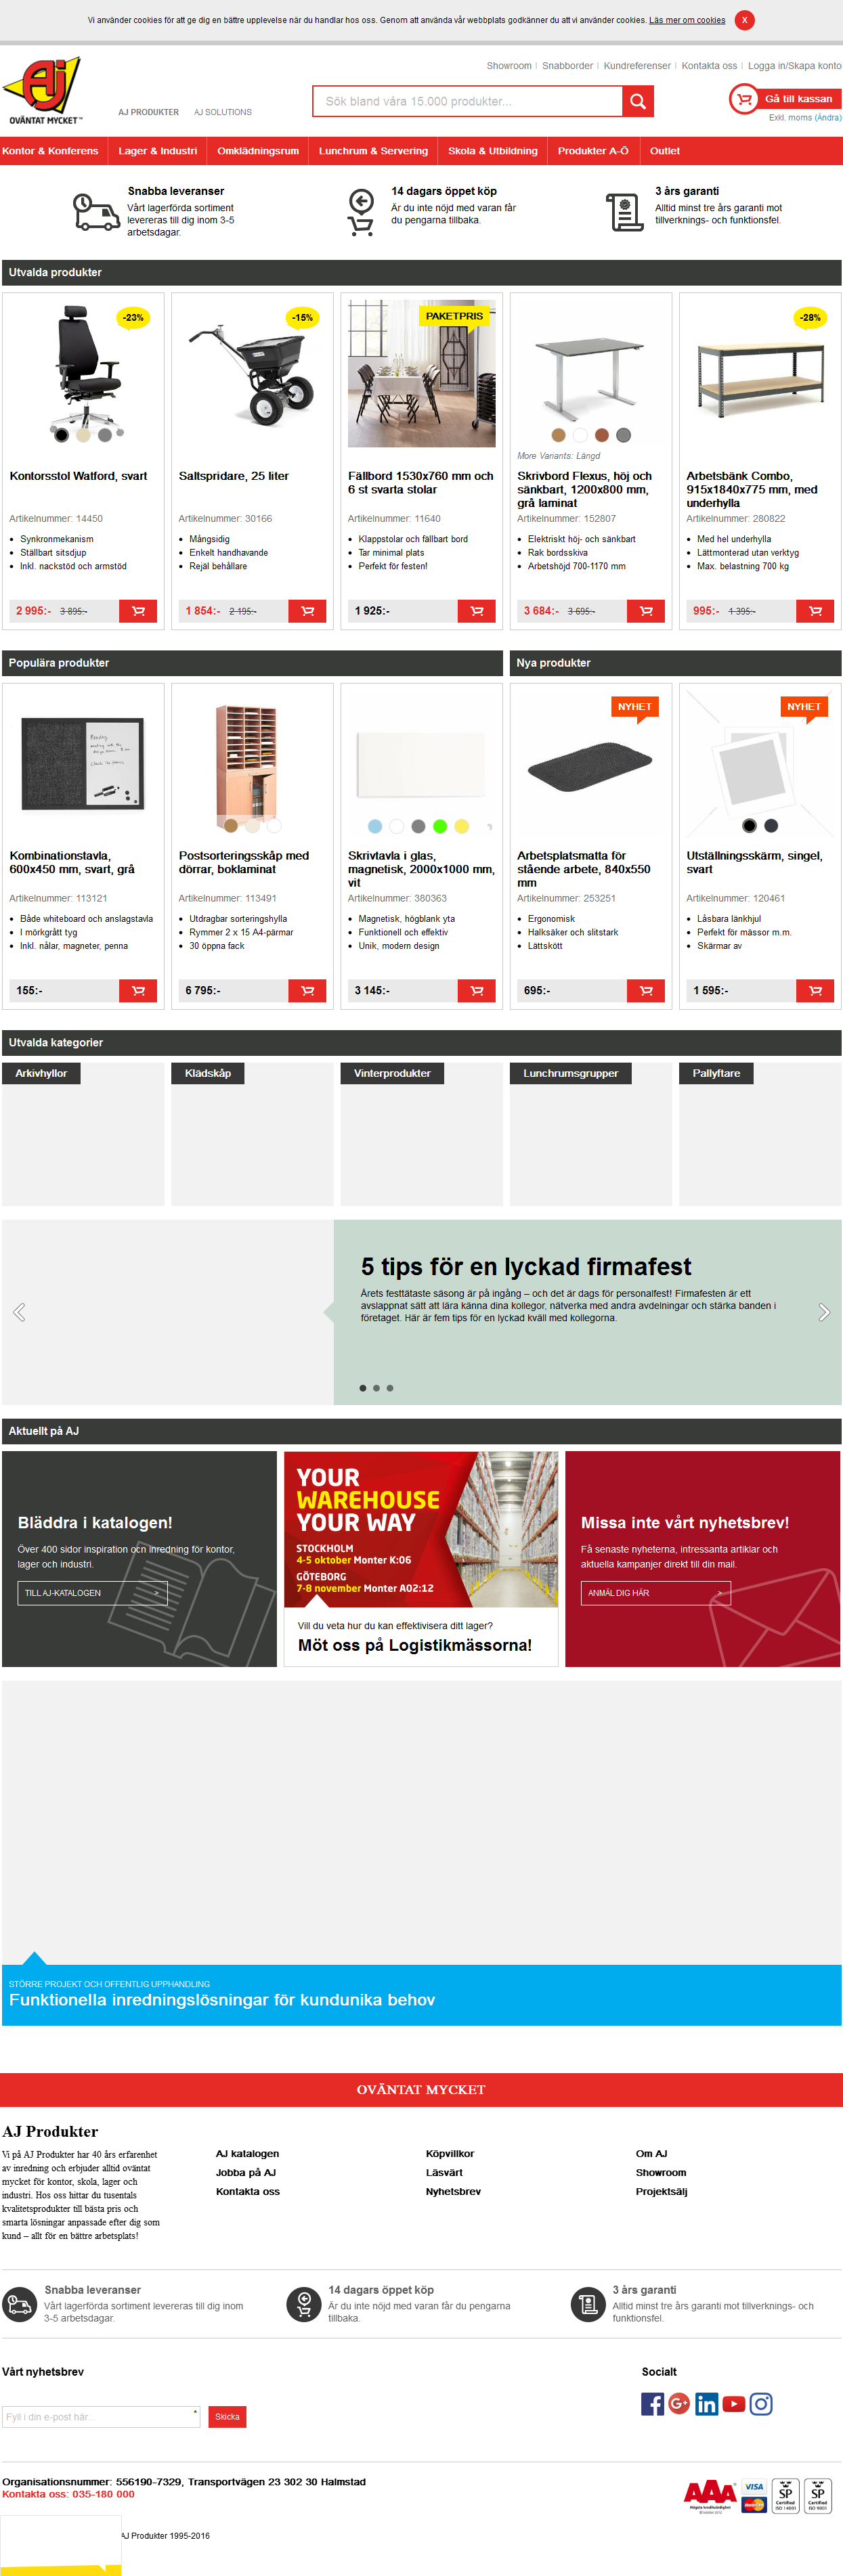 Vi använder cookies för att ge dig en bättre upplevelse när du handlar hos oss. Genom att använda vår webbplats godkänner du att vi använder cookies. Läs mer om cookies X
Showroom | Snabborder | Kundreferenser | Kontakta oss | Logga in/Skapa konto
AJ
OVÄNTAT MYCKET™
AJ PRODUKTER AJ SOLUTIONS
Sök bland våra 15.000 produkter...
Gå till kassan
Exkl. moms (Ändra)
Kontor & Konferens Lager & Industri Omklädningsrum Lunchrum & Servering Skola & Utbildning Produkter A-Ö Outlet
Snabba leveranser
Vårt lagerförda sortiment
levereras till dig inom 3-5
arbetsdagar.
14 dagars öppet köp
Är du inte nöjd med varan får
du pengarna tillbaka.
3 års garanti
Alltid minst tre års garanti mot
tillverknings- och funktionsfel.
Utvalda produkter
-23%
Kontorsstol Watford, svart
Artikelnummer: 14450
Synkronmekanism
Ställbart sitsdjup
Inkl. nackstöd och armstöd
2 995:- 3 895:-
-15%
Saltspridare, 25 liter
Artikelnummer: 30166
Mångsidig
Enkelt handhavande
Rejäl behållare
1 854:- 2 195:-
PAKETPRIS
Fällbord 1530x760 mm och
6 st svarta stolar
Artikelnummer: 11640
Klappstolar och fällbart bord
Tar minimal plats
Perfekt för festen!
1 925:-
More Variants: Längd
Skrivbord Flexus, höj och
sänkbart, 1200x800 mm,
grå laminat
Artikelnummer: 152807
Elektriskt höj- och sänkbart
Rak bordsskiva
Arbetshöjd 700-1170 mm
3 684:- 3 695:-
-28%
Arbetsbänk Combo,
915x1840x775 mm, med
underhylla
Artikelnummer: 280822
Med hel underhylla
Lättmonterad utan verktyg
Max. belastning 700 kg
995:- 1 395:-
Populära produkter
Nya produkter
Kombinationstavla,
600x450 mm, svart, grå
Artikelnummer: 113121
Både whiteboard och anslagstavla
I mörkgrått tyg
Inkl. nålar, magneter, penna
155:-
Postsorteringsskåp med
dörrar, boklaminat
Artikelnummer: 113491
Utdragbar sorteringshylla
Rymmer 2 x 15 A4-pärmar
30 öppna fack
6 795:-
Skrivtavla i glas,
magnetisk, 2000x1000 mm,
vit
Artikelnummer: 380363
Magnetisk, högblank yta
Funktionell och effektiv
Unik, modern design
3 145:-
NYHET
Arbetsplatsmatta för
stående arbete, 840x550
mm
Artikelnummer: 253251
Ergonomisk
Halksäker och slitstark
Lättskött
695:-
NYHET
Utställningsskärm, singel,
svart
Artikelnummer: 120461
Låsbara länkhjul
Perfekt för mässor m.m.
Skärmar av
1 595:-
Utvalda kategorier
Arkivhyllor Klädskåp Vinterprodukter Lunchrumsgrupper Pallyftare
5 tips för en lyckad firmafest
Årets festtätaste säsong är på ingång – och det är dags för personalfest! Firmafesten är ett
avslappnat sätt att lära känna dina kollegor, nätverka med andra avdelningar och stärka banden i
företaget. Här är fem tips för en lyckad kväll med kollegorna.
Aktuellt på AJ
Bläddra i katalogen!
Över 400 sidor inspiration och inredning för kontor,
lager och industri.
TILL AJ-KATALOGEN >
YOUR
WAREHOUSE
YOUR WAY
STOCKHOLM
4-5 oktober Monter K:06
GÖTEBORG
7-8 november Monter A02:12
Vill du veta hur du kan effektivisera ditt lager?
Möt oss på Logistikmässorna!
Missa inte vårt nyhetsbrev!
Få senaste nyheterna, intressanta artiklar och
aktuella kampanjer direkt till din mail.
ANMÄL DIG HÄR >
STÖRRE PROJEKT OCH OFFENTLIG UPPHANDLING
Funktionella inredningslösningar för kundunika behov
OVÄNTAT MYCKET
AJ Produkter
Vi på AJ Produkter har 40 års erfarenhet
av inredning och erbjuder alltid oväntat
mycket för kontor, skola, lager och
industri. Hos oss hittar du tusentals
kvalitetsprodukter till bästa pris och
smarta lösningar anpassade efter dig som
kund – allt för en bättre arbetsplats!
AJ katalogen
Jobba på AJ
Kontakta oss
Köpvillkor
Läsvärt
Nyhetsbrev
Om AJ
Showroom
Projektsälj
Snabba leveranser
Vårt lagerförda sortiment levereras till dig inom
3-5 arbetsdagar.
14 dagars öppet köp
Är du inte nöjd med varan får du pengarna
tillbaka.
3 års garanti
Alltid minst tre års garanti mot tillverknings- och
funktionsfel.
Vårt nyhetsbrev
Socialt
Fyll i din e-post här... *
Skicka
Organisationsnummer: 556190-7329, Transportvägen 23 302 30 Halmstad
Kontakta oss: 035-180 000
AAA
VISA
MasterCard
SP
Certified
ISO 14001
SP
Certified
ISO 9001
AJ Produkter 1995-2016